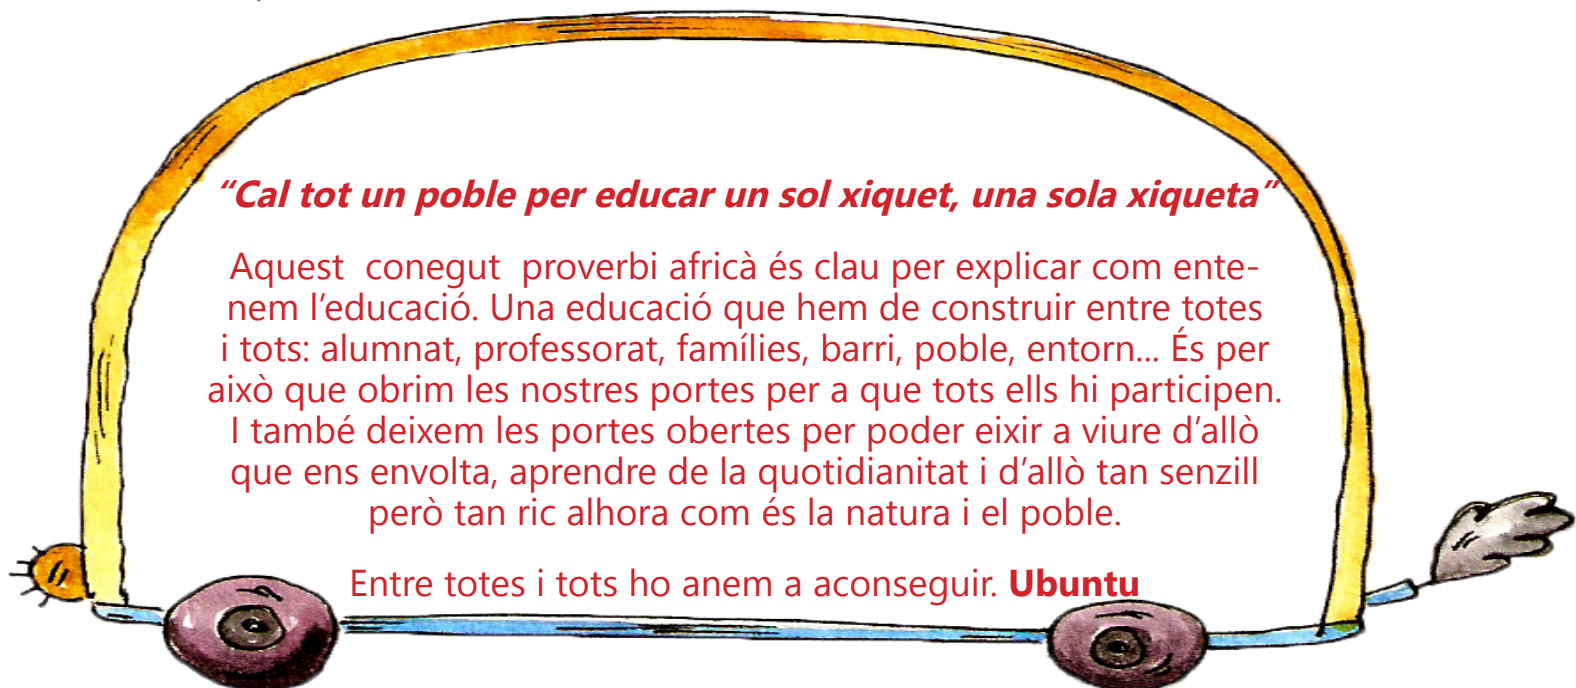 “Cal tot un poble per educar un sol xiquet, una sola xiqueta”
Aquest conegut proverbi africà és clau per explicar com ente-
nem l’educació. Una educació que hem de construir entre totes
i tots: alumnat, professorat, famílies, barri, poble, entorn... És per
això que obrim les nostres portes per a que tots ells hi participen.
I també deixem les portes obertes per poder eixir a viure d’allò
que ens envolta, aprendre de la quotidianitat i d’allò tan senzill
però tan ric alhora com és la natura i el poble.
Entre totes i tots ho anem a aconseguir. Ubuntu